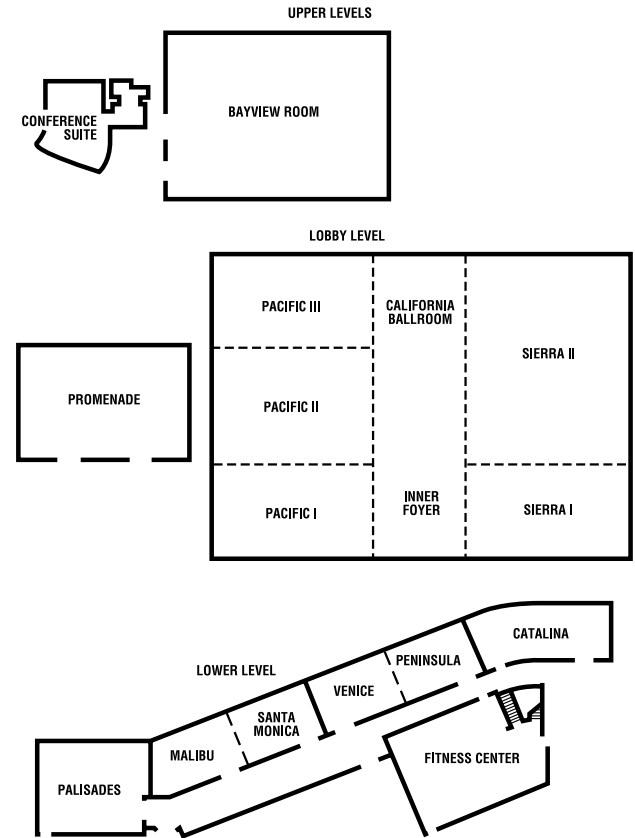 UPPER LEVELS
BAYVIEW ROOM
CONFERENCE
SUITE
LOBBY LEVEL
PACIFIC III
CALIFORNIA
BALLROOM
SIERRA II
PROMENADE
PACIFIC II
PACIFIC I
INNER
FOYER
SIERRA I
LOWER LEVEL
CATALINA
PENINSULA
VENICE
SANTA
MONICA
MALIBU
FITNESS CENTER
PALISADES